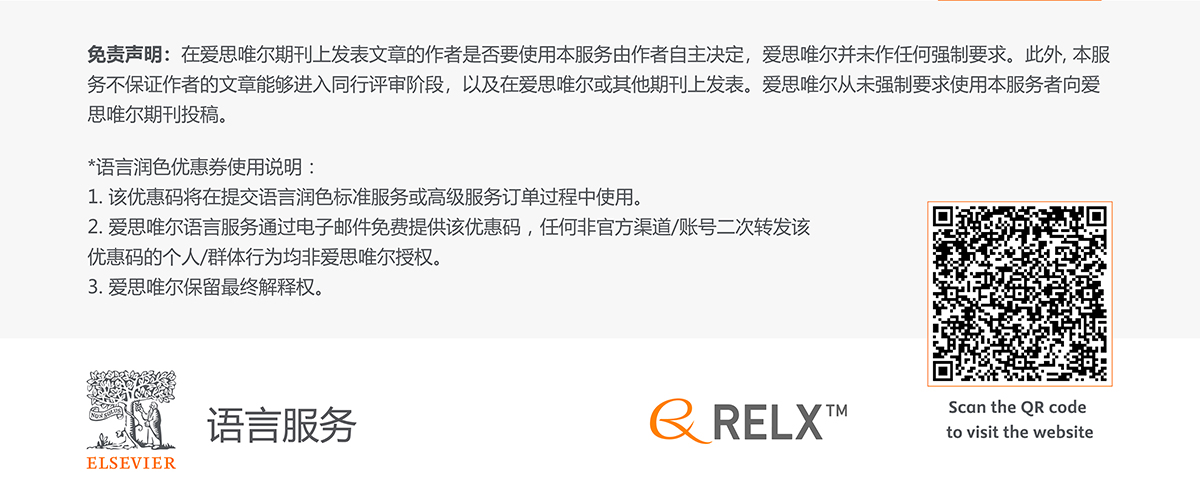 免责声明：在爱思唯尔期刊上发表文章的作者是否要使用本服务由作者自主决定，爱思唯尔并未作任何强制要求。此外, 本服
务不保证作者的文章能够进入同行评审阶段，以及在爱思唯尔或其他期刊上发表。爱思唯尔从未强制要求使用本服务者向爱
思唯尔期刊投稿。
*语言润色优惠券使用说明：
1. 该优惠码将在提交语言润色标准服务或高级服务订单过程中使用。
2. 爱思唯尔语言服务通过电子邮件免费提供该优惠码，任何非官方渠道/账号二次转发该
优惠码的个人/群体行为均非爱思唯尔授权。
3. 爱思唯尔保留最终解释权。
ELSEVIER
语言服务
RELX™
Scan the QR code
to visit the website